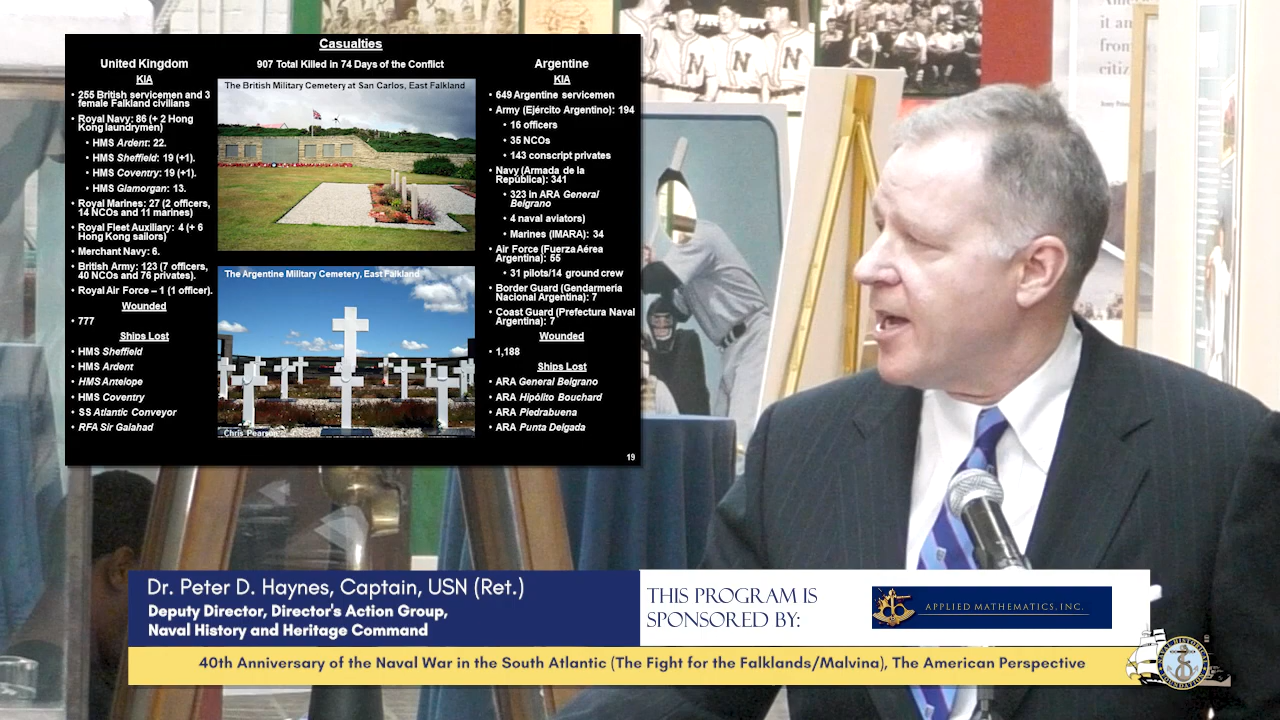 Casualties
907 Total Killed in 74 Days of the Conflict
United Kingdom
KIA
• 255 British servicemen and 3
female Falkland civilians
• Royal Navy: 86 (+ 2 Hong
Kong laundrymen)
• HMS Ardent: 22.
• HMS Sheffield: 19 (+1).
• HMS Coventry: 19 (+1).
• HMS Glamorgan: 13.
• Royal Marines: 27 (2 officers,
14 NCOs and 11 marines)
• Royal Fleet Auxiliary: 4 (+ 6
Hong Kong sailors)
• Merchant Navy: 6.
• British Army: 123 (7 officers,
40 NCOs and 76 privates).
• Royal Air Force – 1 (1 officer).
Wounded
• 777
Ships Lost
• HMS Sheffield
• HMS Ardent
• HMS Antelope
• HMS Coventry
• SS Atlantic Conveyor
• RFA Sir Galahad
The British Military Cemetery at San Carlos, East Falkland
The Argentine Military Cemetery, East Falkland
Chris Pearson
Argentine
KIA
• 649 Argentine servicemen
• Army (Ejército Argentino): 194
• 16 officers
• 35 NCOs
• 143 conscript privates
• Navy (Armada de la
República): 341
• 323 in ARA General
Belgrano
• 4 naval aviators)
• Marines (IMARA): 34
• Air Force (Fuerza Aérea
Argentina): 55
• 31 pilots/14 ground crew
• Border Guard (Gendarmería
Nacional Argentina): 7
• Coast Guard (Prefectura Naval
Argentina): 7
Wounded
• 1,188
Ships Lost
• ARA General Belgrano
• ARA Hipólito Bouchard
• ARA Piedrabuena
• ARA Punta Delgada
19
it an
from
citiz
N
N
N
Dr. Peter D. Haynes, Captain, USN (Ret.)
Deputy Director, Director's Action Group,
Naval History and Heritage Command
THIS PROGRAM IS
SPONSORED BY:
APPLIED MATHEMATICS, INC.
40th Anniversary of the Naval War in the South Atlantic (The Fight for the Falklands/Malvina), The American Perspective
NAVAL HISTORICAL
FOUNDATION